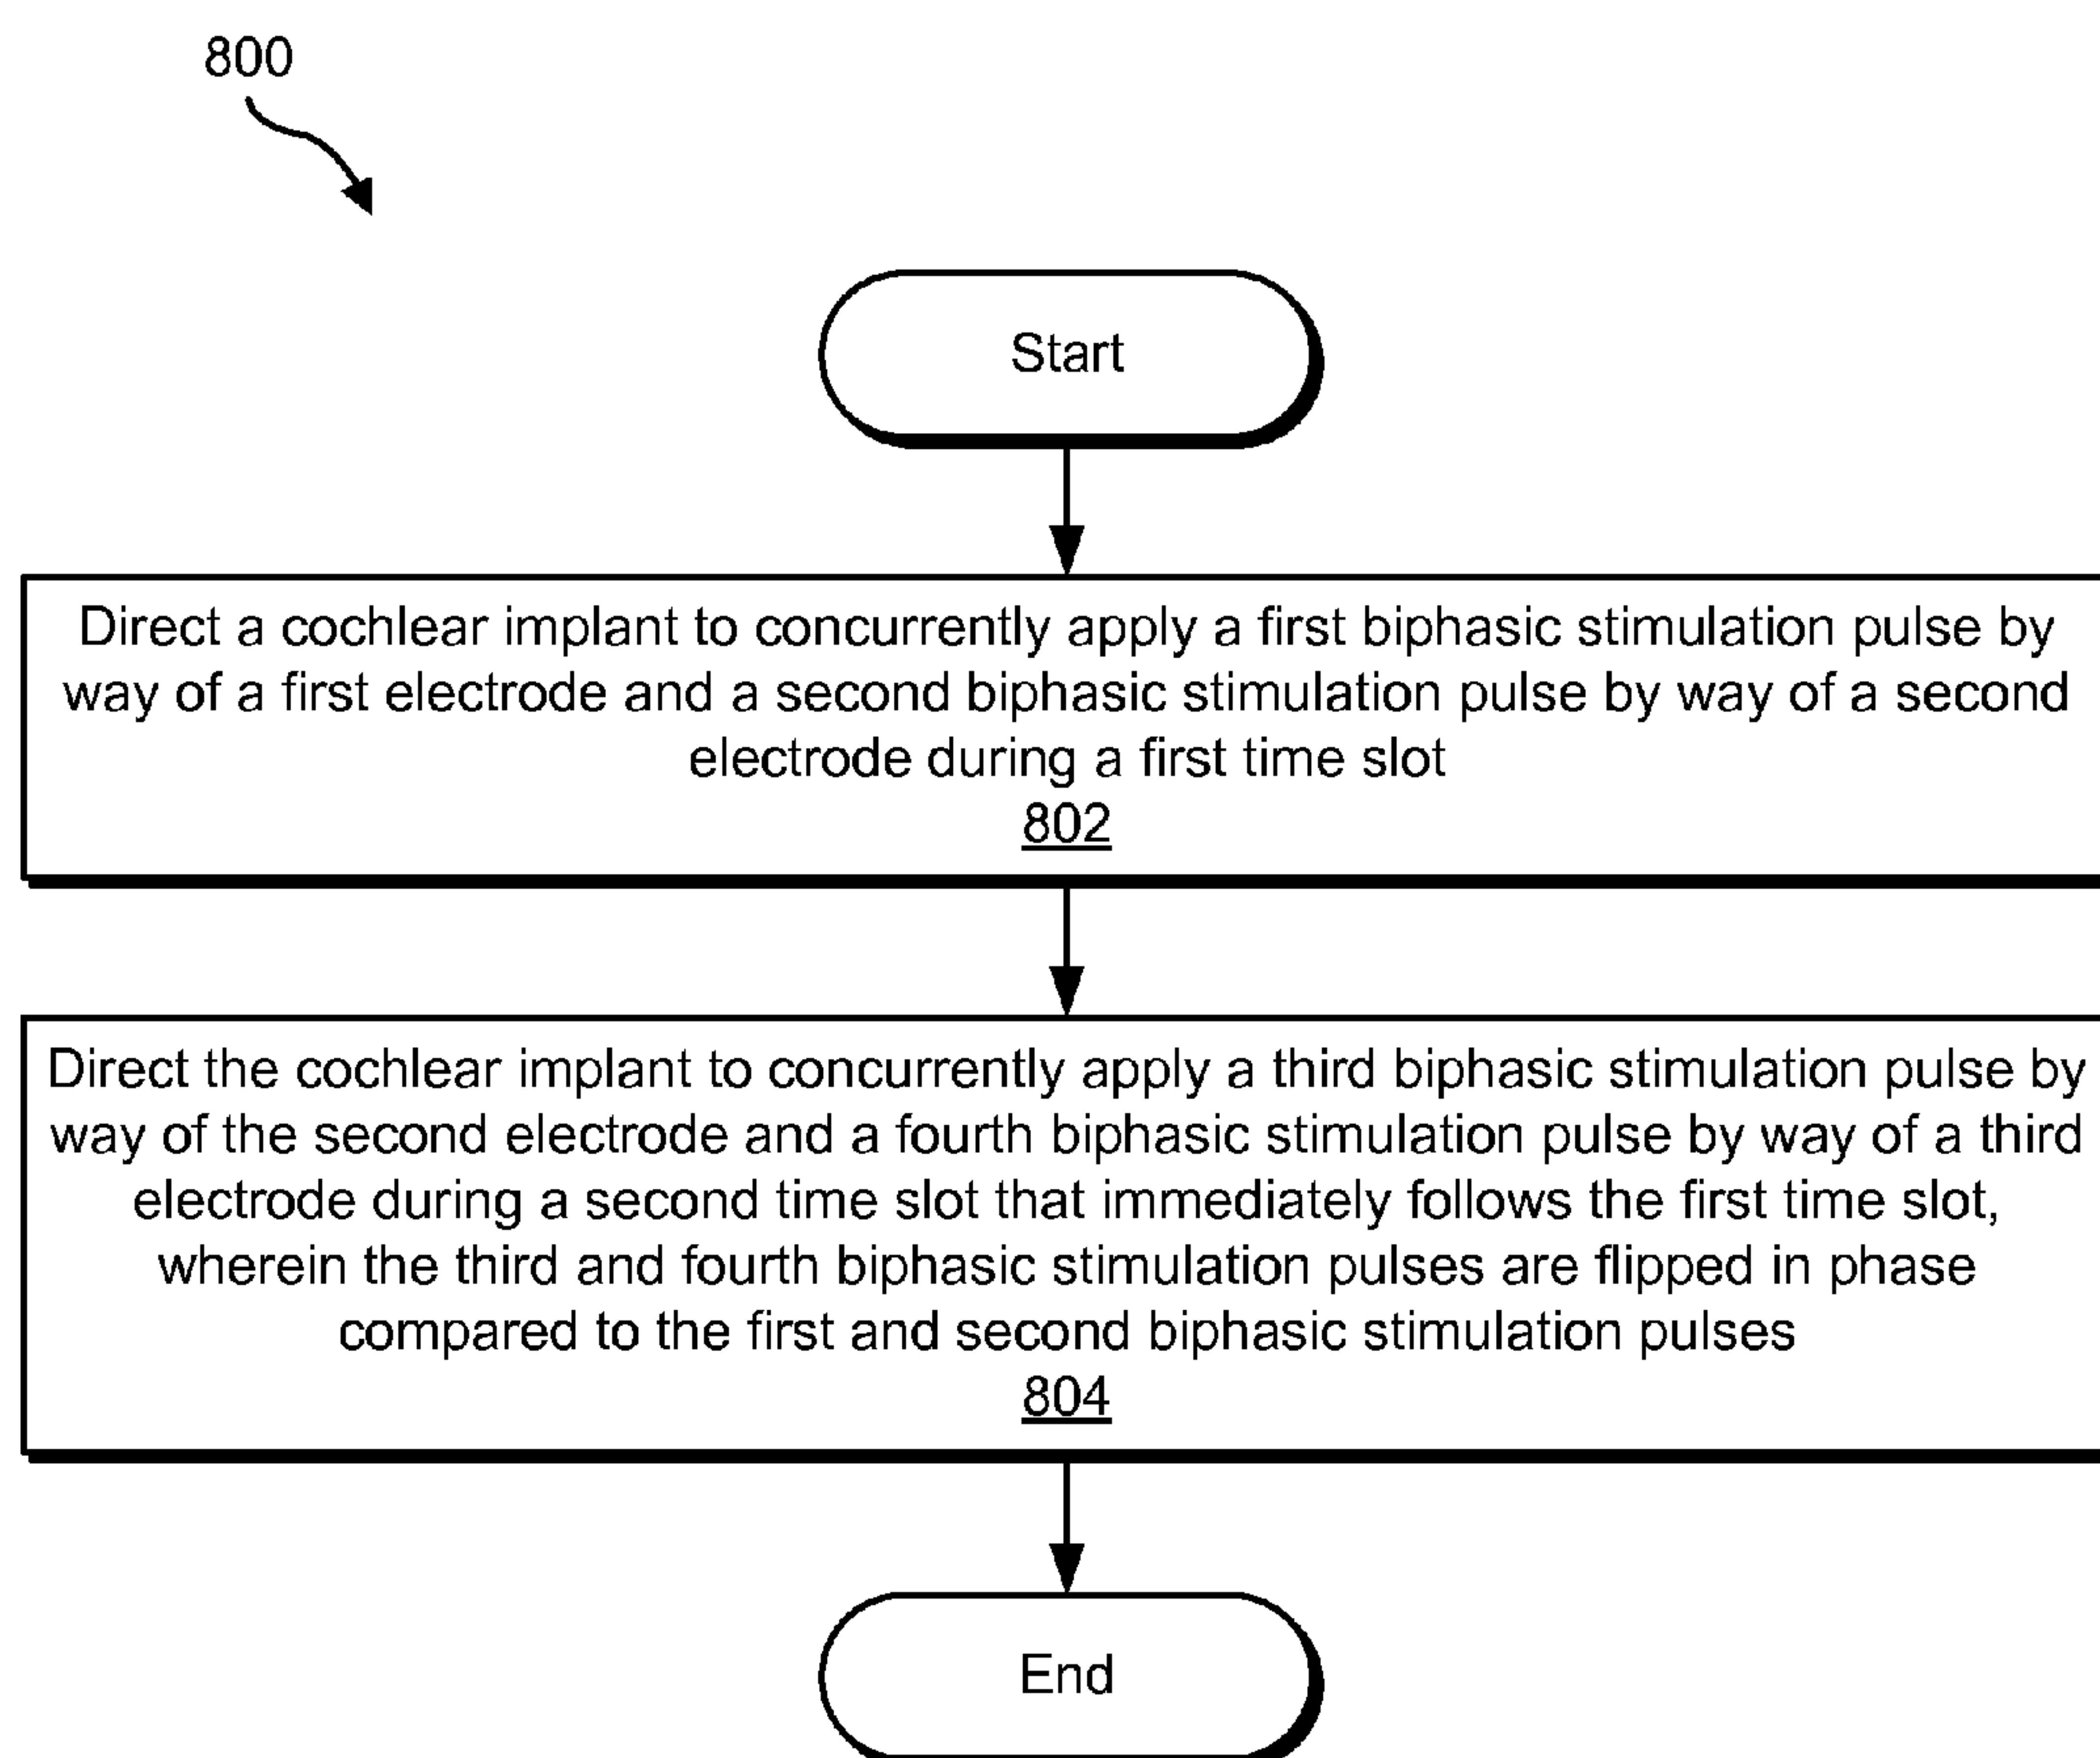 800
Start
Direct a cochlear implant to concurrently apply a first biphasic stimulation pulse by
way of a first electrode and a second biphasic stimulation pulse by way of a second
electrode during a first time slot
802
Direct the cochlear implant to concurrently apply a third biphasic stimulation pulse by
way of the second electrode and a fourth biphasic stimulation pulse by way of a third
electrode during a second time slot that immediately follows the first time slot,
wherein the third and fourth biphasic stimulation pulses are flipped in phase
compared to the first and second biphasic stimulation pulses
804
End